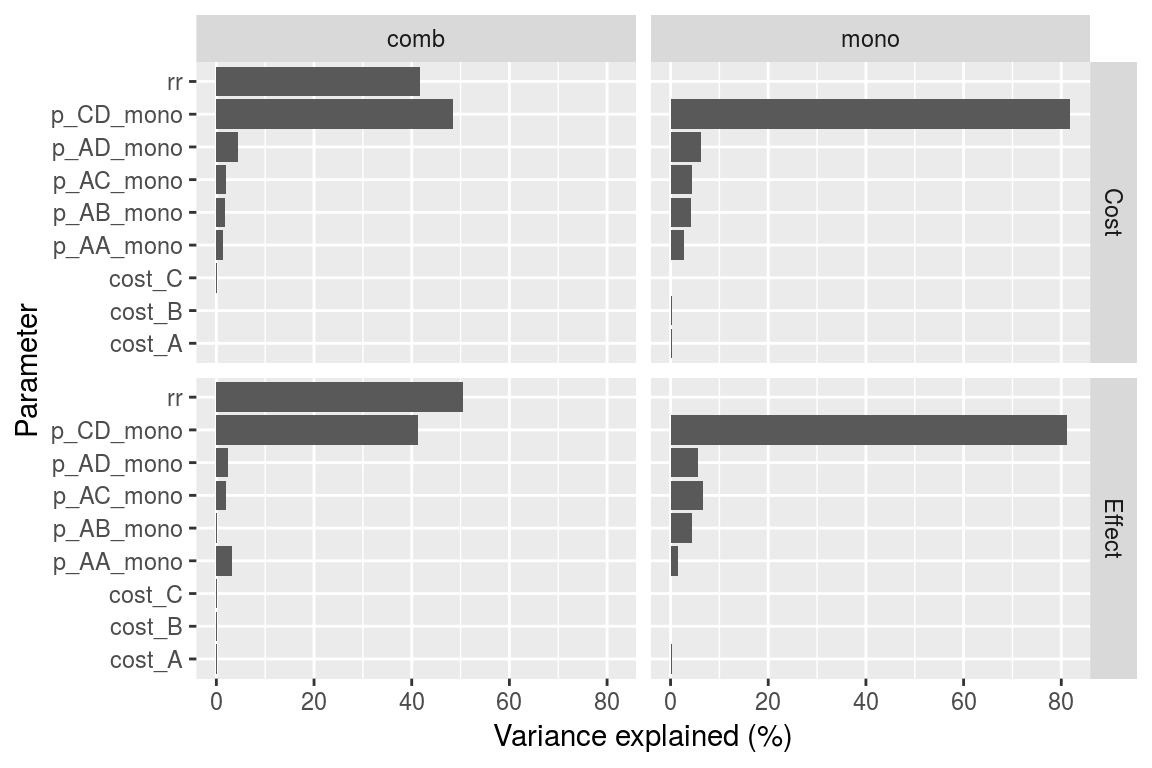 comb
mono
rr
p_CD_mono
p_AD_mono
p_AC_mono
p_AB_mono
p_AA_mono
cost_C
cost_B
cost_A
Cost
Parameter
rr
p_CD_mono
p_AD_mono
p_AC_mono
p_AB_mono
p_AA_mono
cost_C
cost_B
cost_A
Effect
0 20 40 60 80
0 20 40 60 80
Variance explained (%)